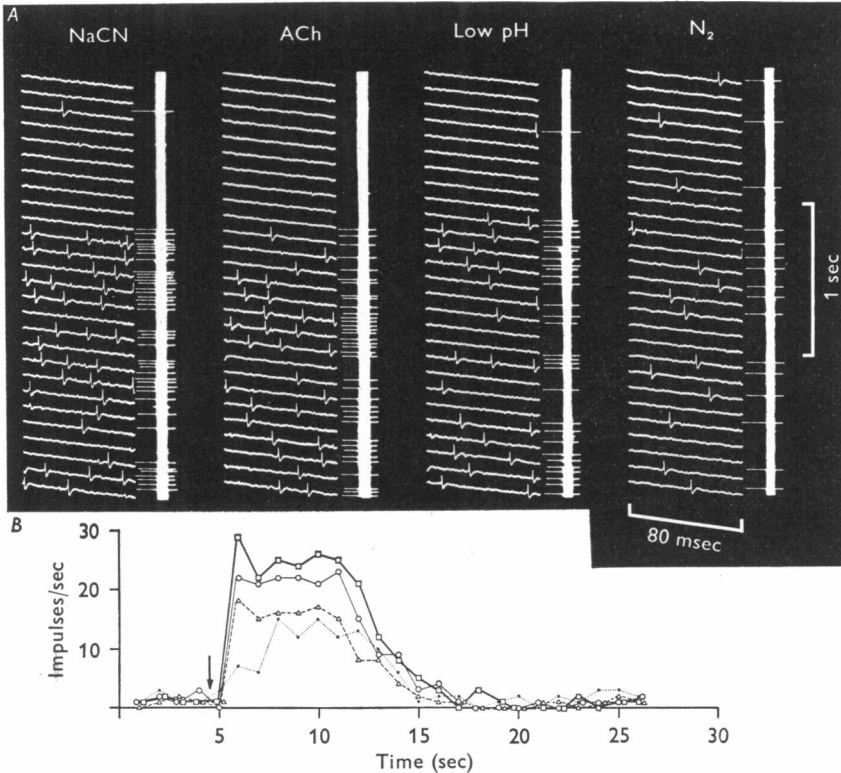 A
NaCN ACh Low pH N₂
1 sec
80 msec
B
30
20
10
Impulses/sec
5 10 15 20 25 30
Time (sec)